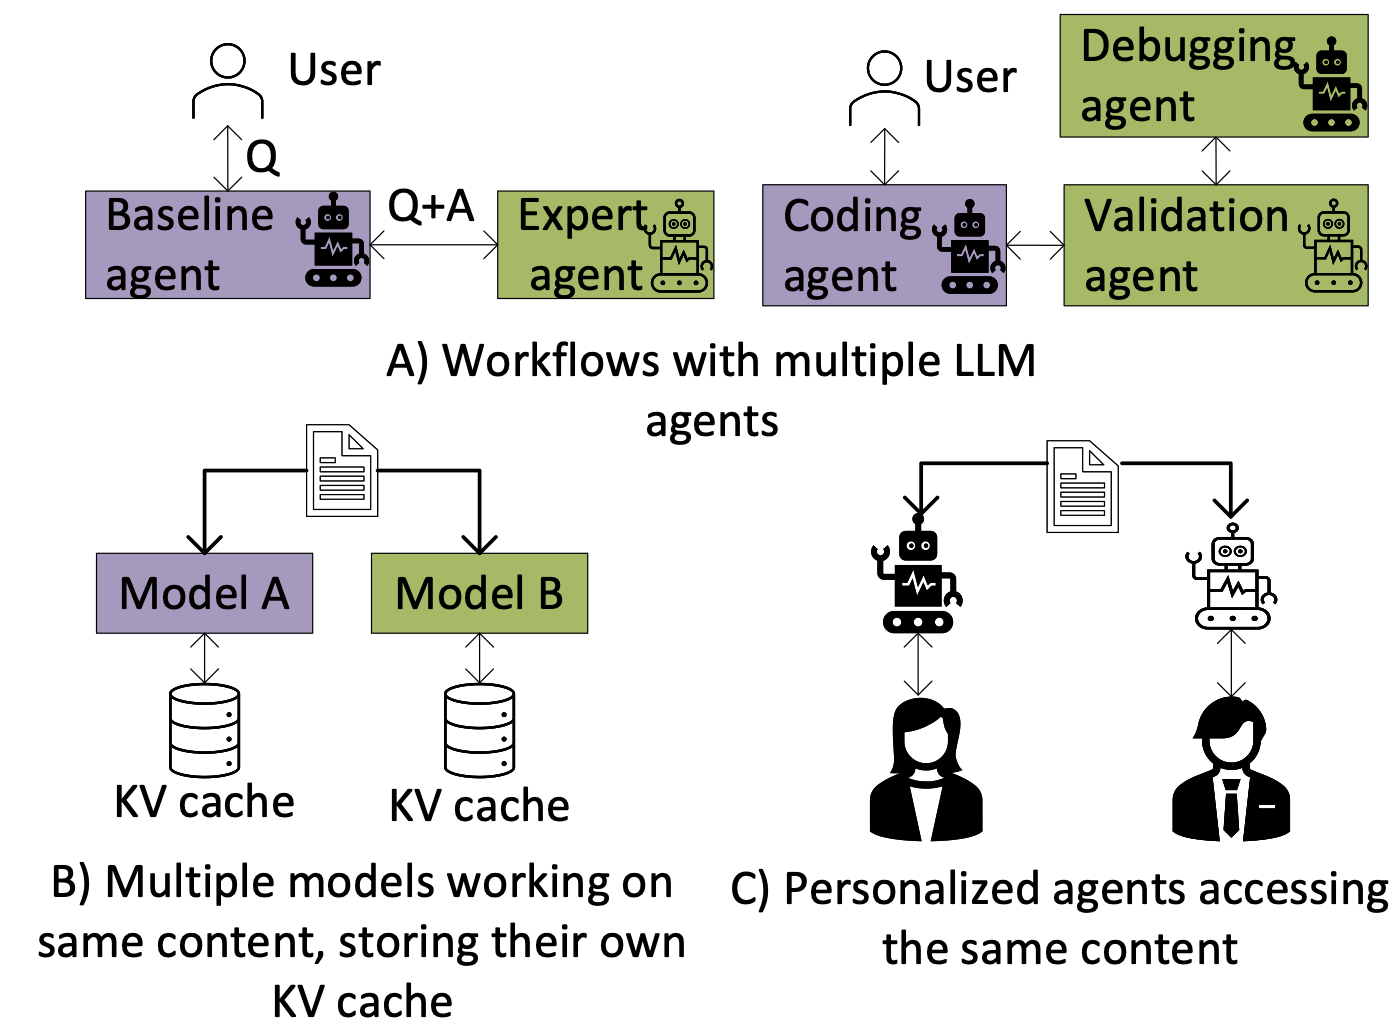 User
Q
Baseline
agent
Q+A
Expert
agent
User
Coding
agent
Debugging
agent
Validation
agent
A) Workflows with multiple LLM
agents
Model A
Model B
KV cache
KV cache
B) Multiple models working on
same content, storing their own
KV cache
C) Personalized agents accessing
the same content